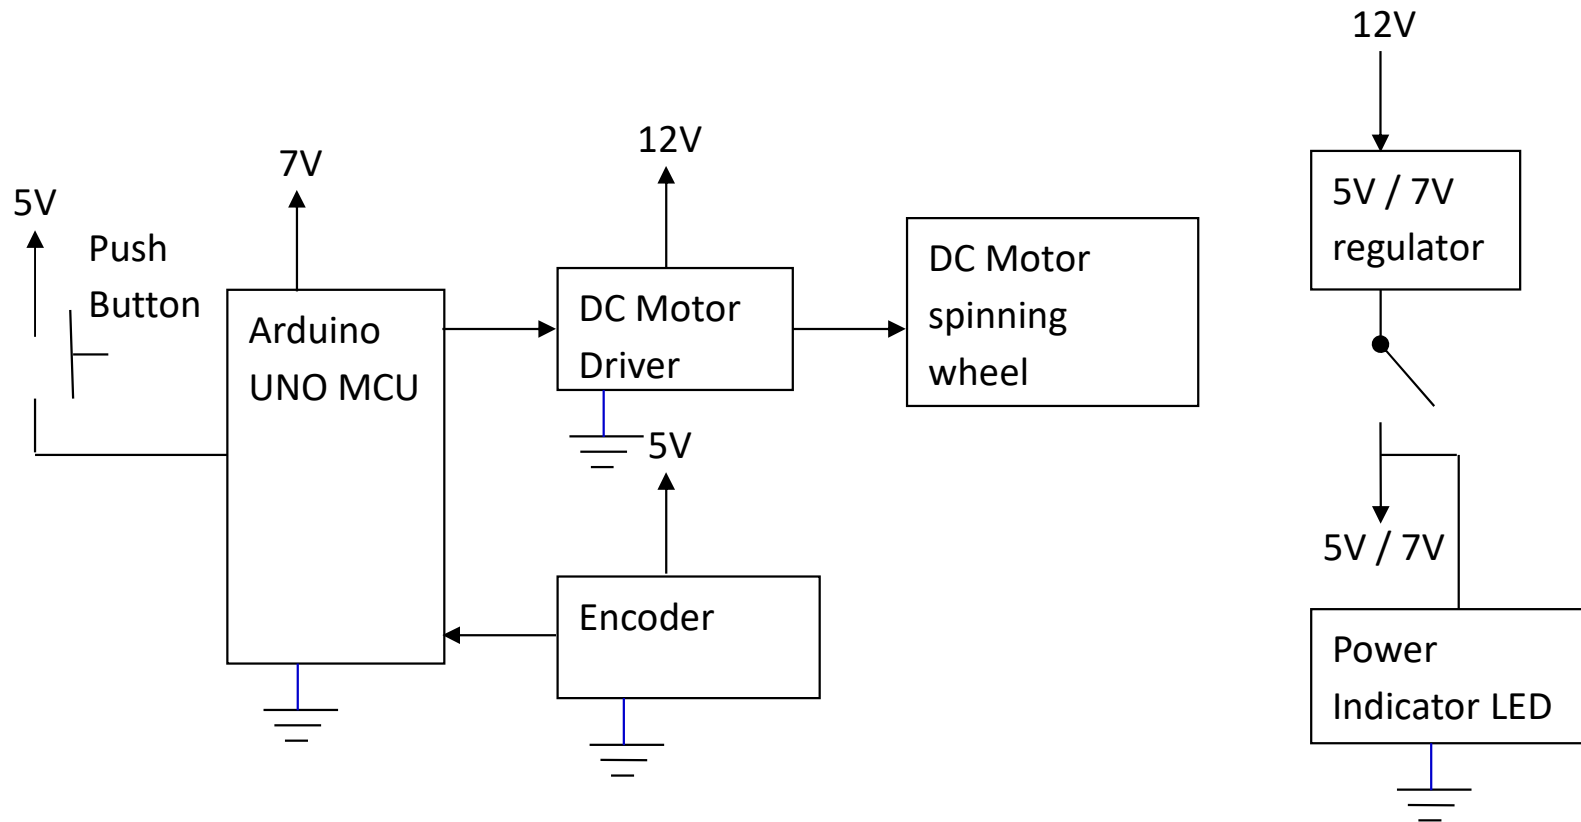 5V
Push
Button
7V
Arduino
UNO MCU
12V
DC Motor
Driver
DC Motor
spinning
wheel
5V
Encoder
12V
5V / 7V
regulator
5V / 7V
Power
Indicator LED